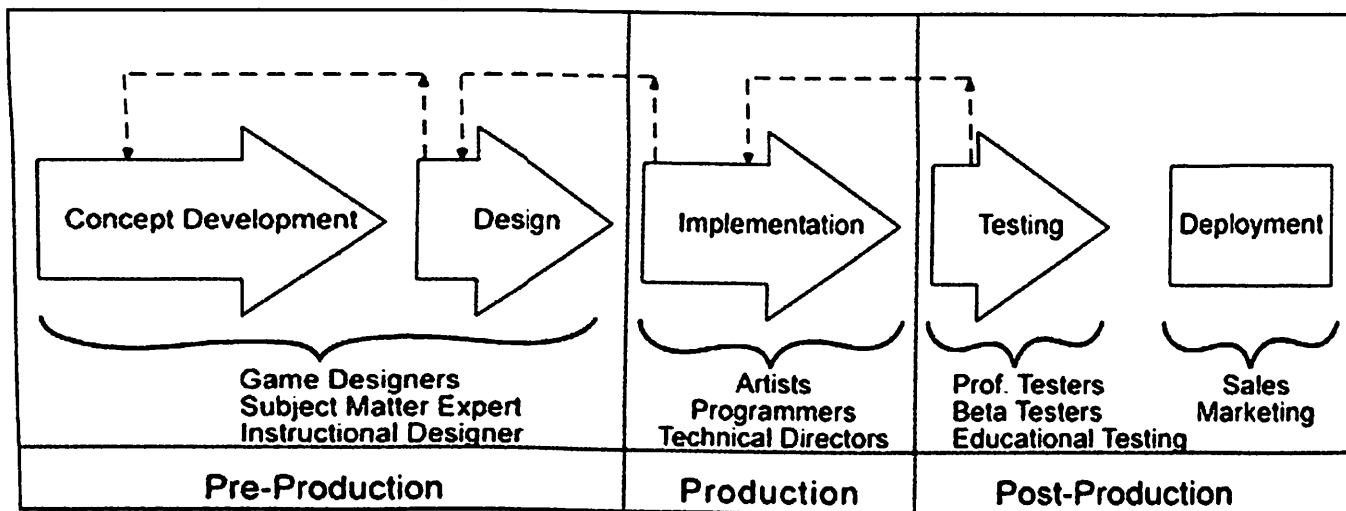 Concept Development
Design
Implementation
Testing
Deployment
Game Designers
Subject Matter Expert
Instructional Designer
Artists
Programmers
Technical Directors
Prof. Testers
Beta Testers
Educational Testing
Sales
Marketing
Pre-Production
Production
Post-Production